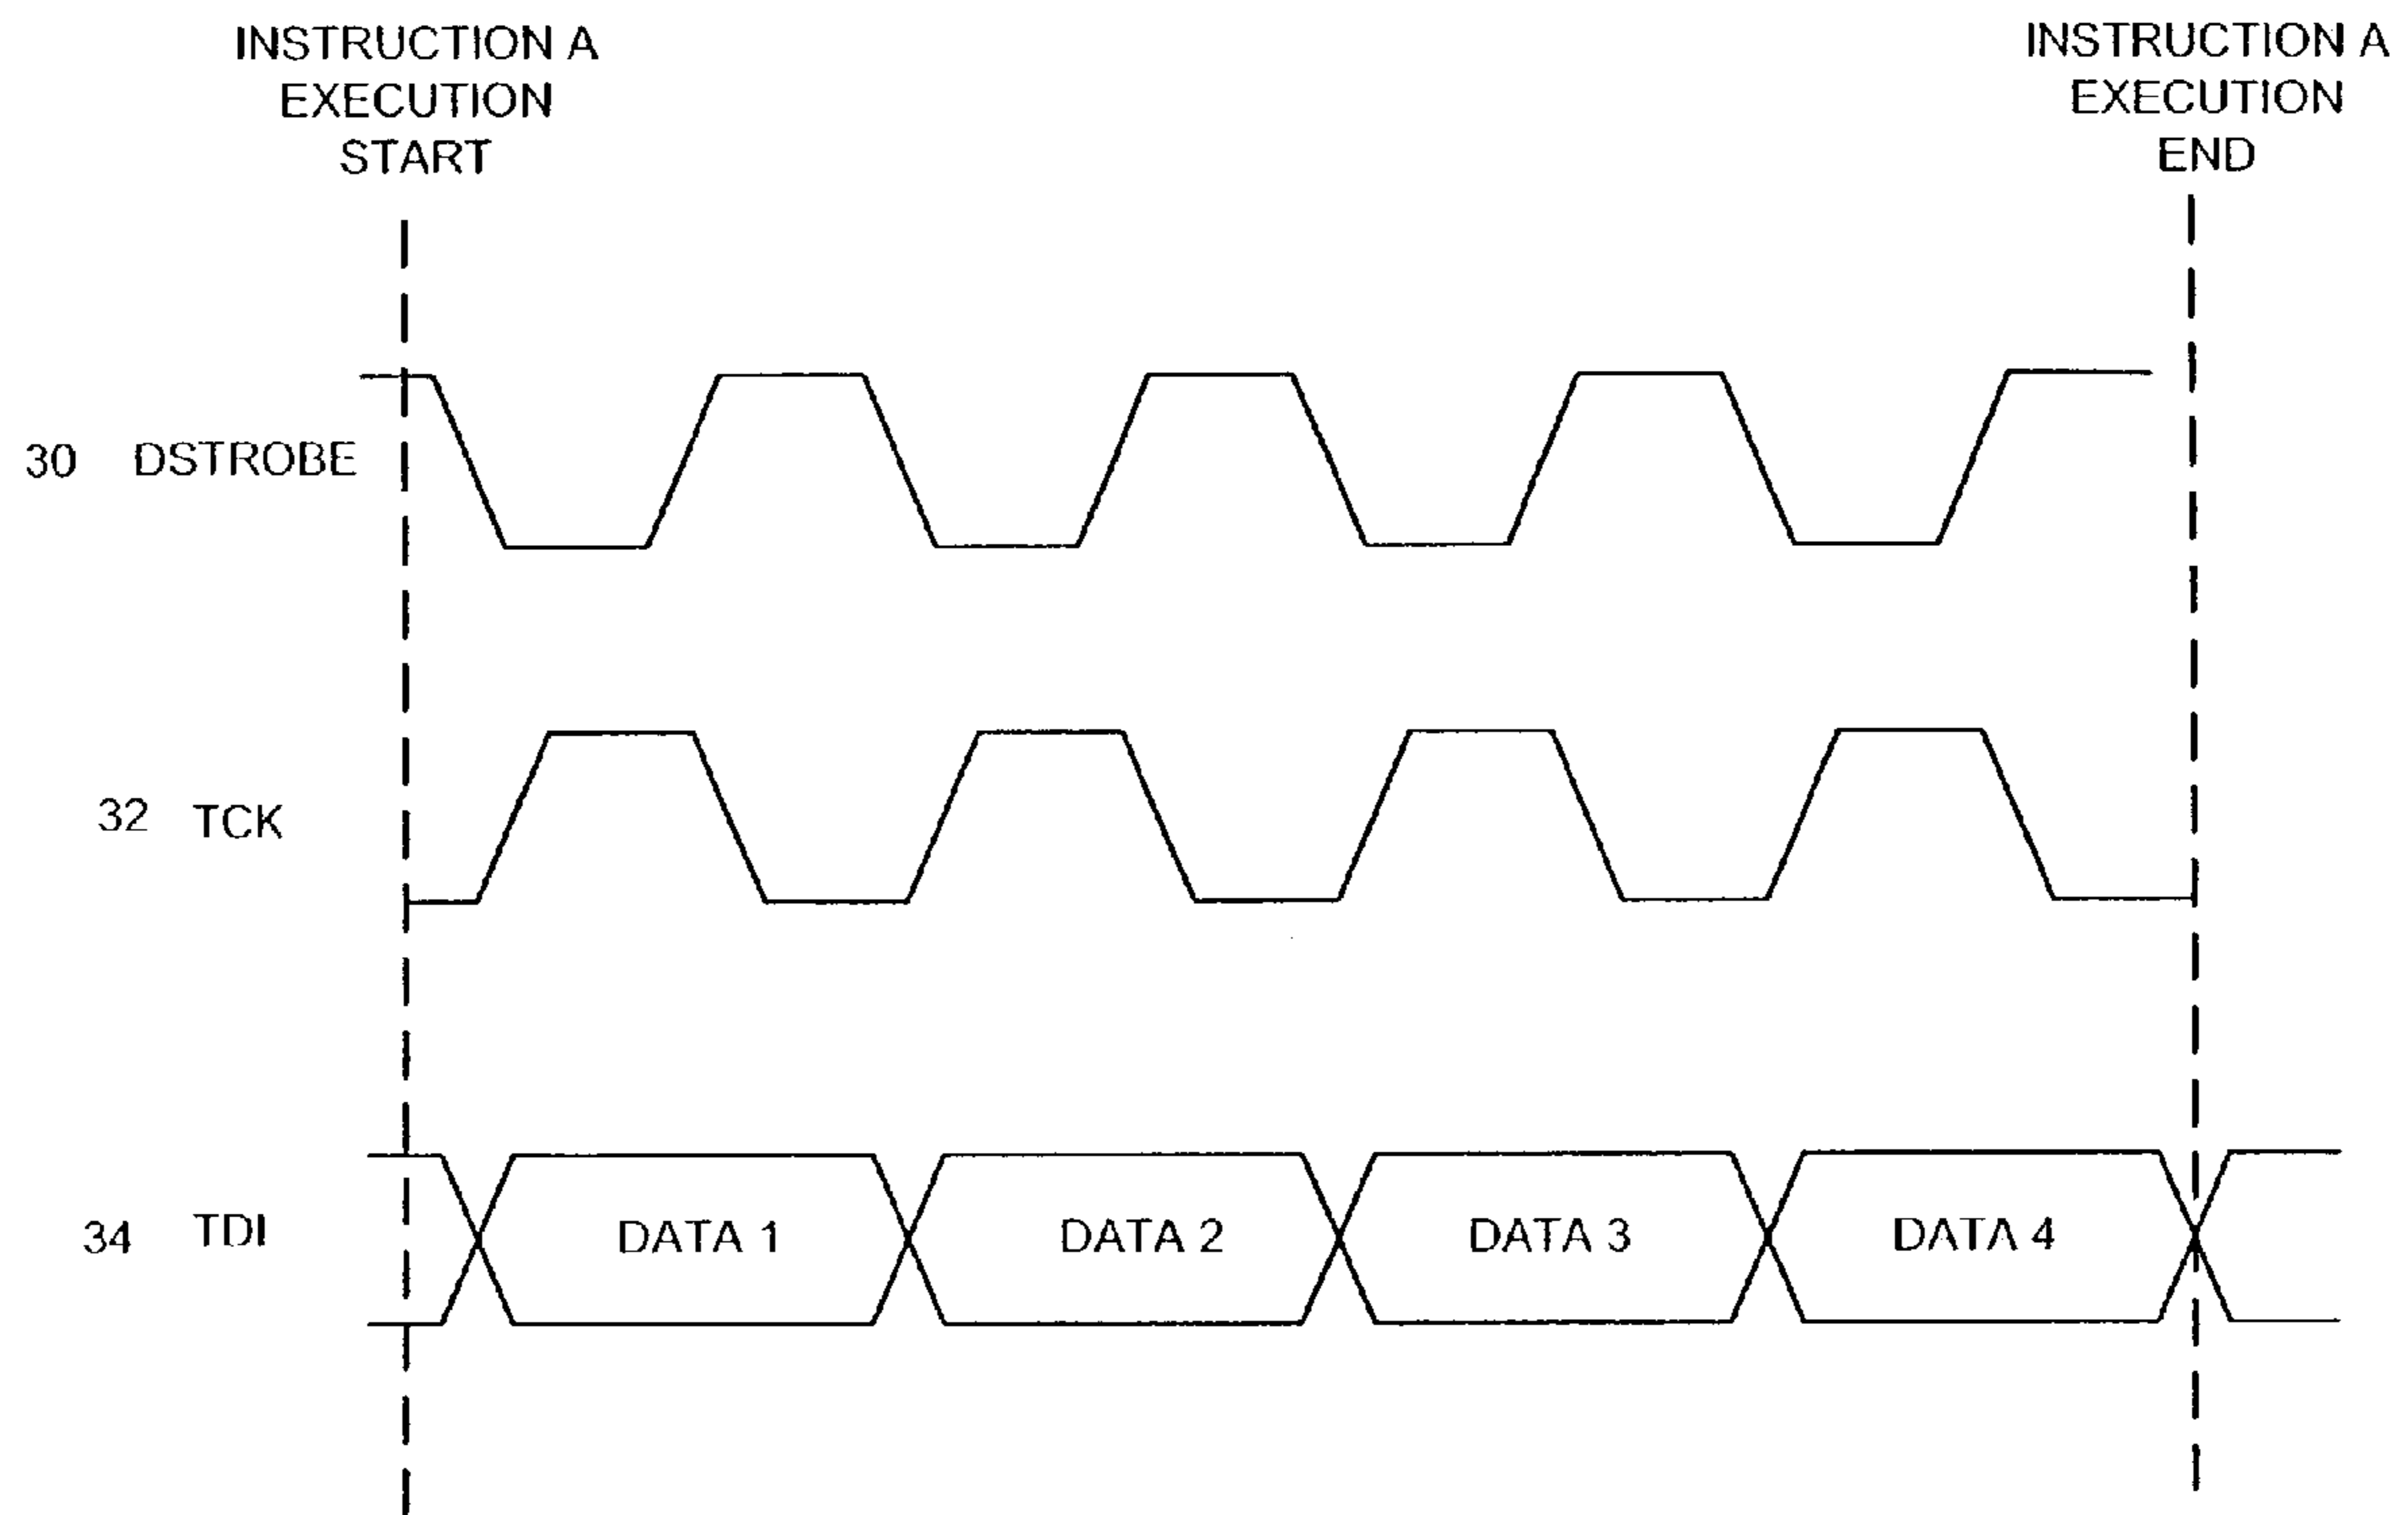 INSTRUCTION A
EXECUTION
START
INSTRUCTION A
EXECUTION
END
30 DSTROBE
32 TCK
34 TDI
DATA 1
DATA 2
DATA 3
DATA 4